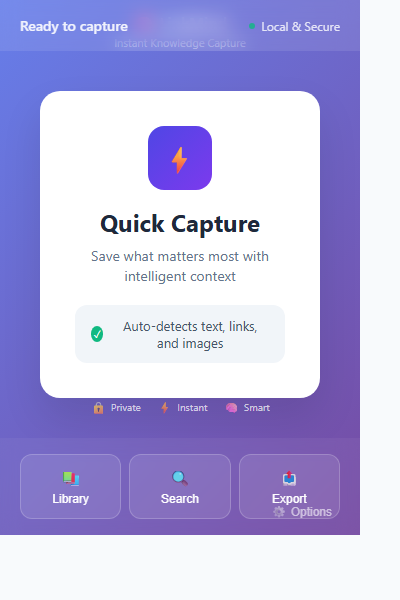 Ready to capture
Local & Secure
Instant Knowledge Capture
Quick Capture
Save what matters most with
intelligent context
Auto-detects text, links,
and images
Private
Instant
Smart
Library
Search
Export
Options